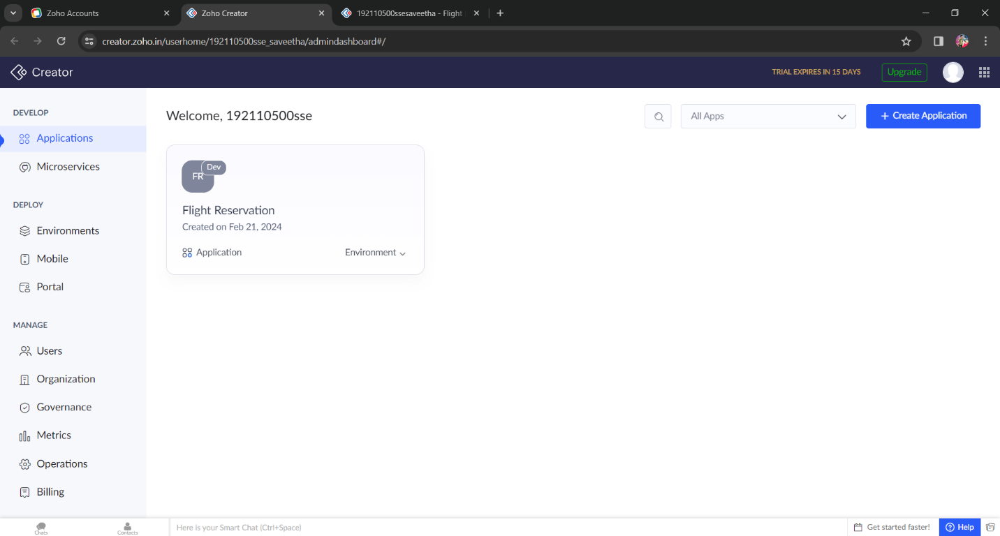 Zoho Accounts
Zoho Creator
192110500ssesaveetha - Flight
creator.zoho.in/userhome/192110500sse_saveetha/admindashboard#/
Creator
TRIAL EXPIRES IN 15 DAYS
Upgrade
DEVELOP
Applications
Microservices
DEPLOY
Environments
Mobile
Portal
MANAGE
Users
Organization
Governance
Metrics
Operations
Billing
Welcome, 192110500sse
All Apps
+ Create Application
FR
Dev
Flight Reservation
Created on Feb 21, 2024
Application
Environment
Chats
Contacts
Here is your Smart Chat (Ctrl+Space)
Get started faster!
Help